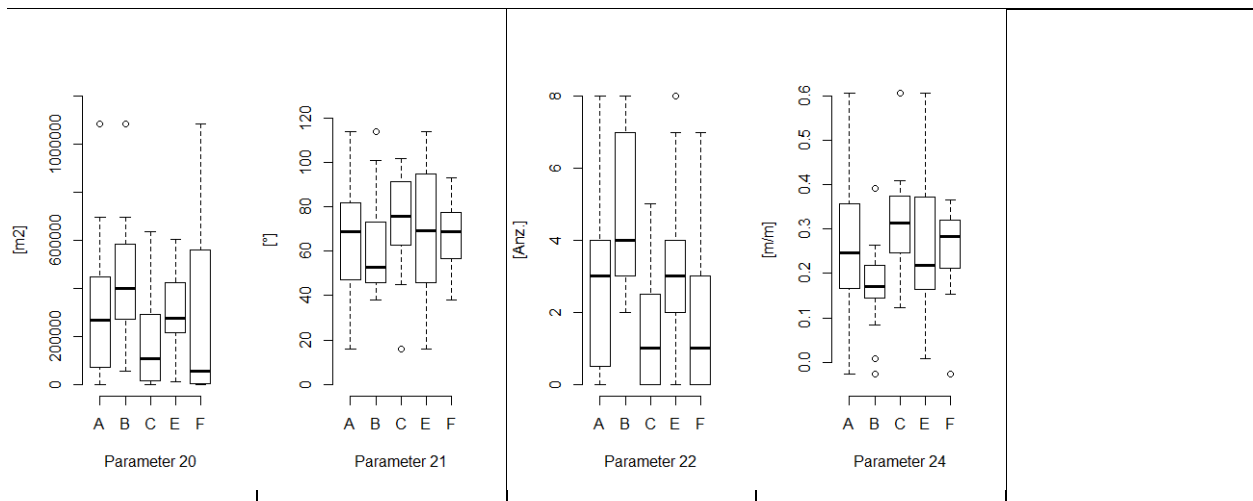 [m2]
1000000
600000
200000
0
A B C E F
Parameter 20
[°]
120
100
80
60
40
20
0
A B C E F
Parameter 21
[Anz.]
8
6
4
2
0
A B C E F
Parameter 22
[m/m]
0.6
0.5
0.4
0.3
0.2
0.1
0.0
A B C E F
Parameter 24